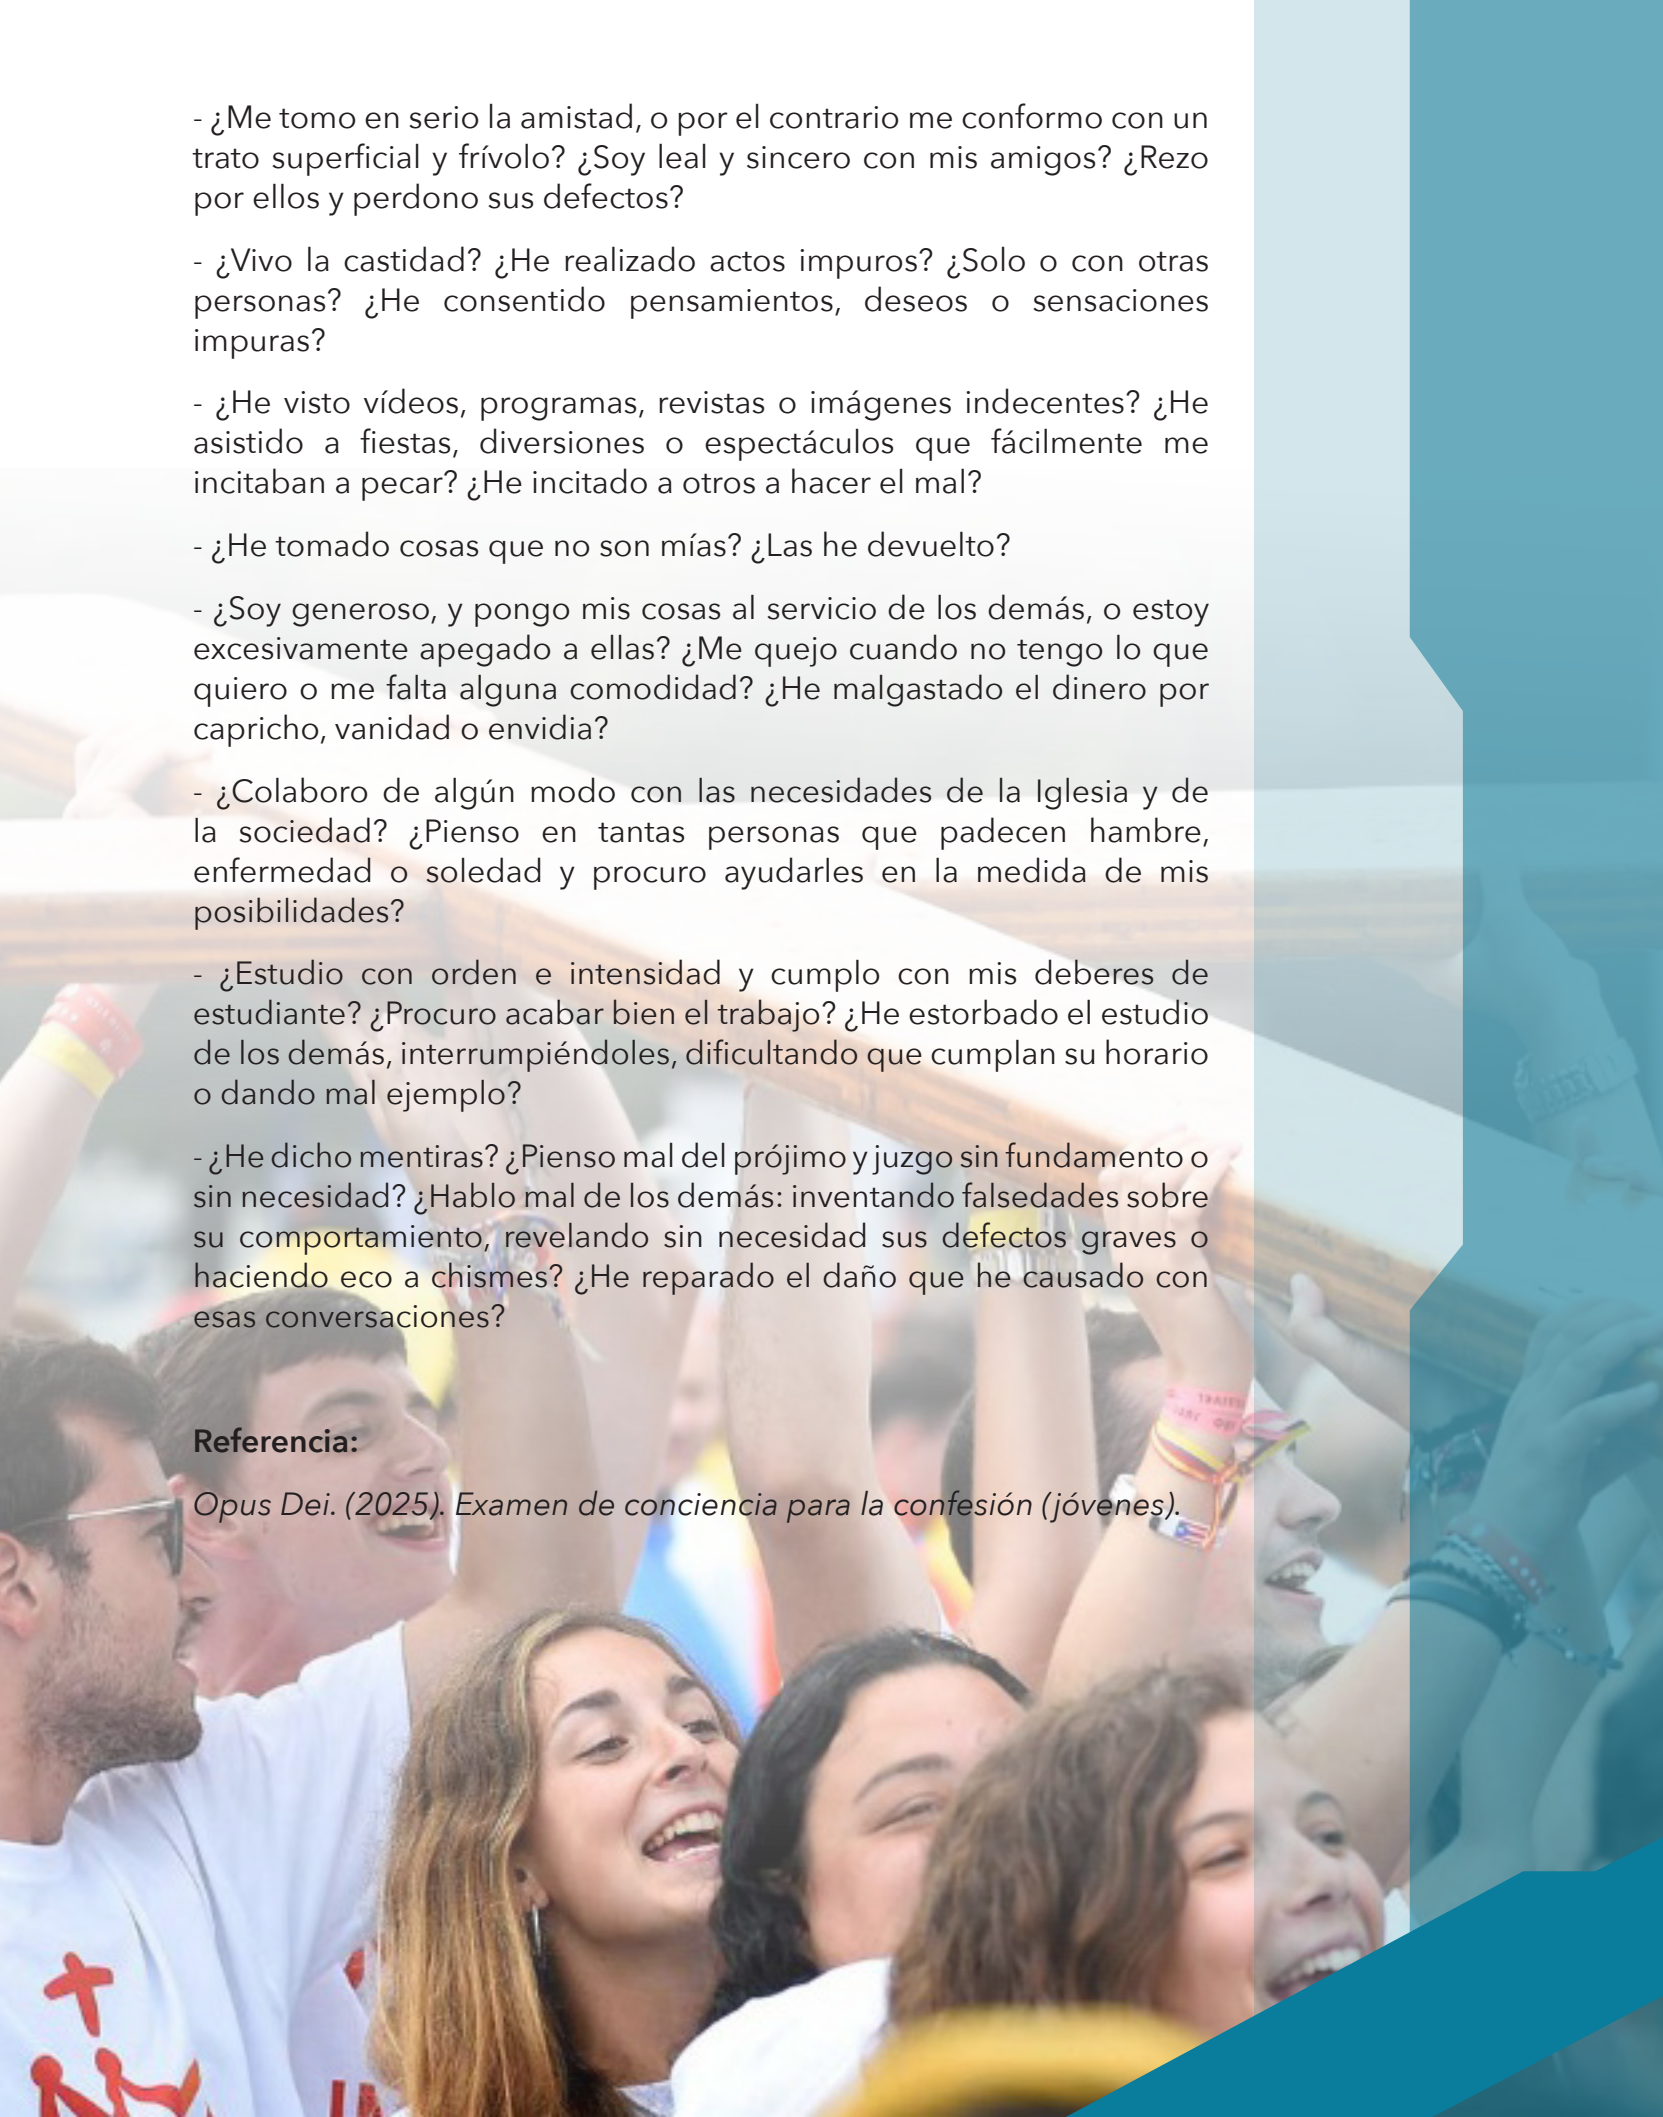 - ¿Me tomo en serio la amistad, o por el contrario me conformo con un
trato superficial y frívolo? ¿Soy leal y sincero con mis amigos? ¿Rezo
por ellos y perdono sus defectos?
- ¿Vivo la castidad? ¿He realizado actos impuros? ¿Solo o con otras
personas? ¿He consentido pensamientos, deseos o sensaciones
impuras?
- ¿He visto vídeos, programas, revistas o imágenes indecentes? ¿He
asistido a fiestas, diversiones o espectáculos que fácilmente me
incitaban a pecar? ¿He incitado a otros a hacer el mal?
- ¿He tomado cosas que no son mías? ¿Las he devuelto?
- ¿Soy generoso, y pongo mis cosas al servicio de los demás, o estoy
excesivamente apegado a ellas? ¿Me quejo cuando no tengo lo que
quiero o me falta alguna comodidad? ¿He malgastado el dinero por
capricho, vanidad o envidia?
- ¿Colaboro de algún modo con las necesidades de la Iglesia y de
la sociedad? ¿Pienso en tantas personas que padecen hambre,
enfermedad o soledad y procuro ayudarles en la medida de mis
posibilidades?
- ¿Estudio con orden e intensidad y cumplo con mis deberes de
estudiante? ¿Procuro acabar bien el trabajo? ¿He estorbado el estudio
de los demás, interrumpiéndoles, dificultando que cumplan su horario
o dando mal ejemplo?
- ¿He dicho mentiras? ¿Pienso mal del prójimo y juzgo sin fundamento o
sin necesidad? ¿Hablo mal de los demás: inventando falsedades sobre
su comportamiento, revelando sin necesidad sus defectos graves o
haciendo eco a chismes? ¿He reparado el daño que he causado con
esas conversaciones?
Referencia:
Opus Dei. (2025). Examen de conciencia para la confesión (jóvenes).